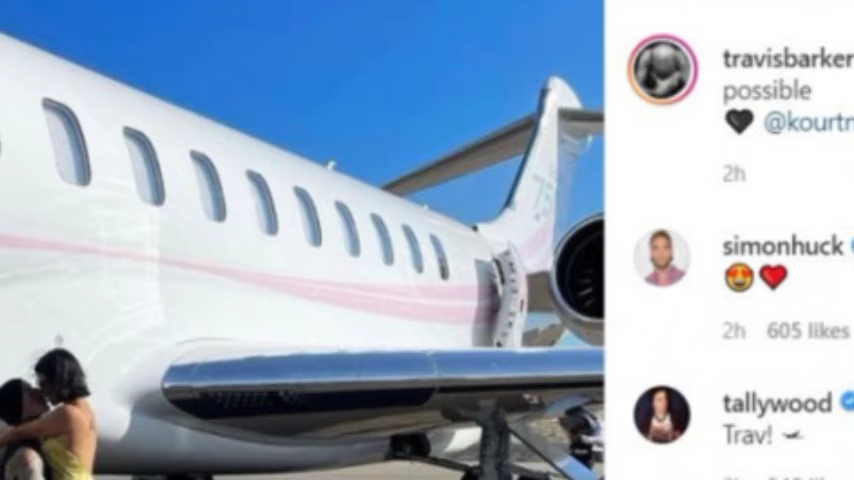 travisbarker
possible
🖤 @kourtn
2h
simonhuck
😍❤️
2h 605 likes
tallywood
Trav! 🛩